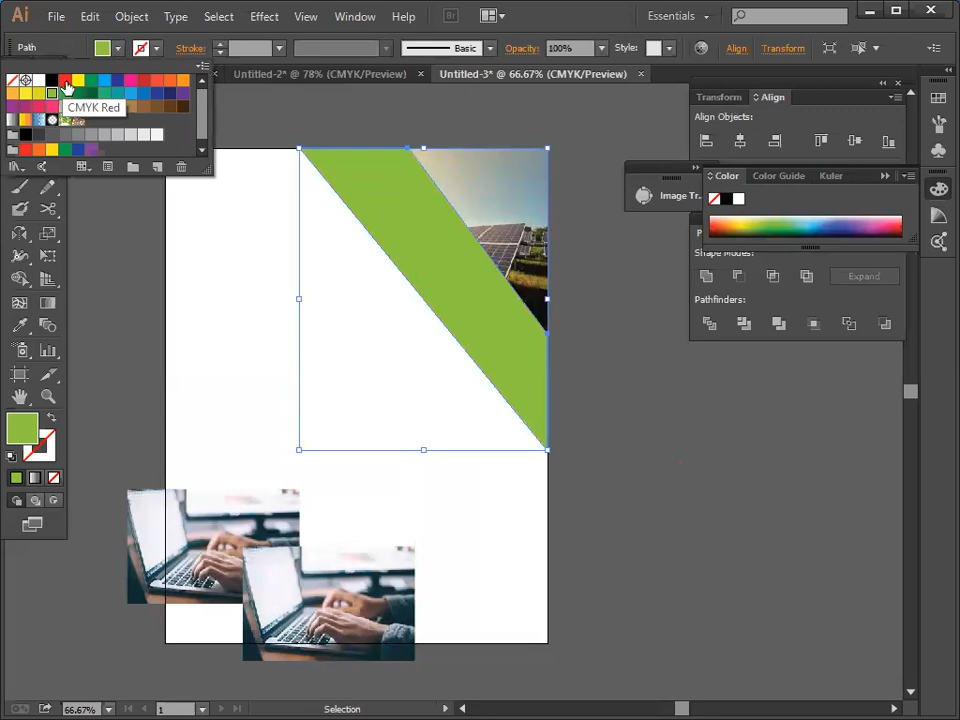 Ai File Edit Object Type Select Effect View Window Help Br Essentials
Path Stroke: Basic Opacity: 100% Style: Align Transform
Untitled-2* @ 78% (CMYK/Preview) Untitled-3* @ 66.67% (CMYK/Preview)
CMYK Red
Transform Align
Align Objects:
Color Color Guide Kuler
Image Tr...
Shape Modes:
Expand
Pathfinders:
66.67% 1 Selection